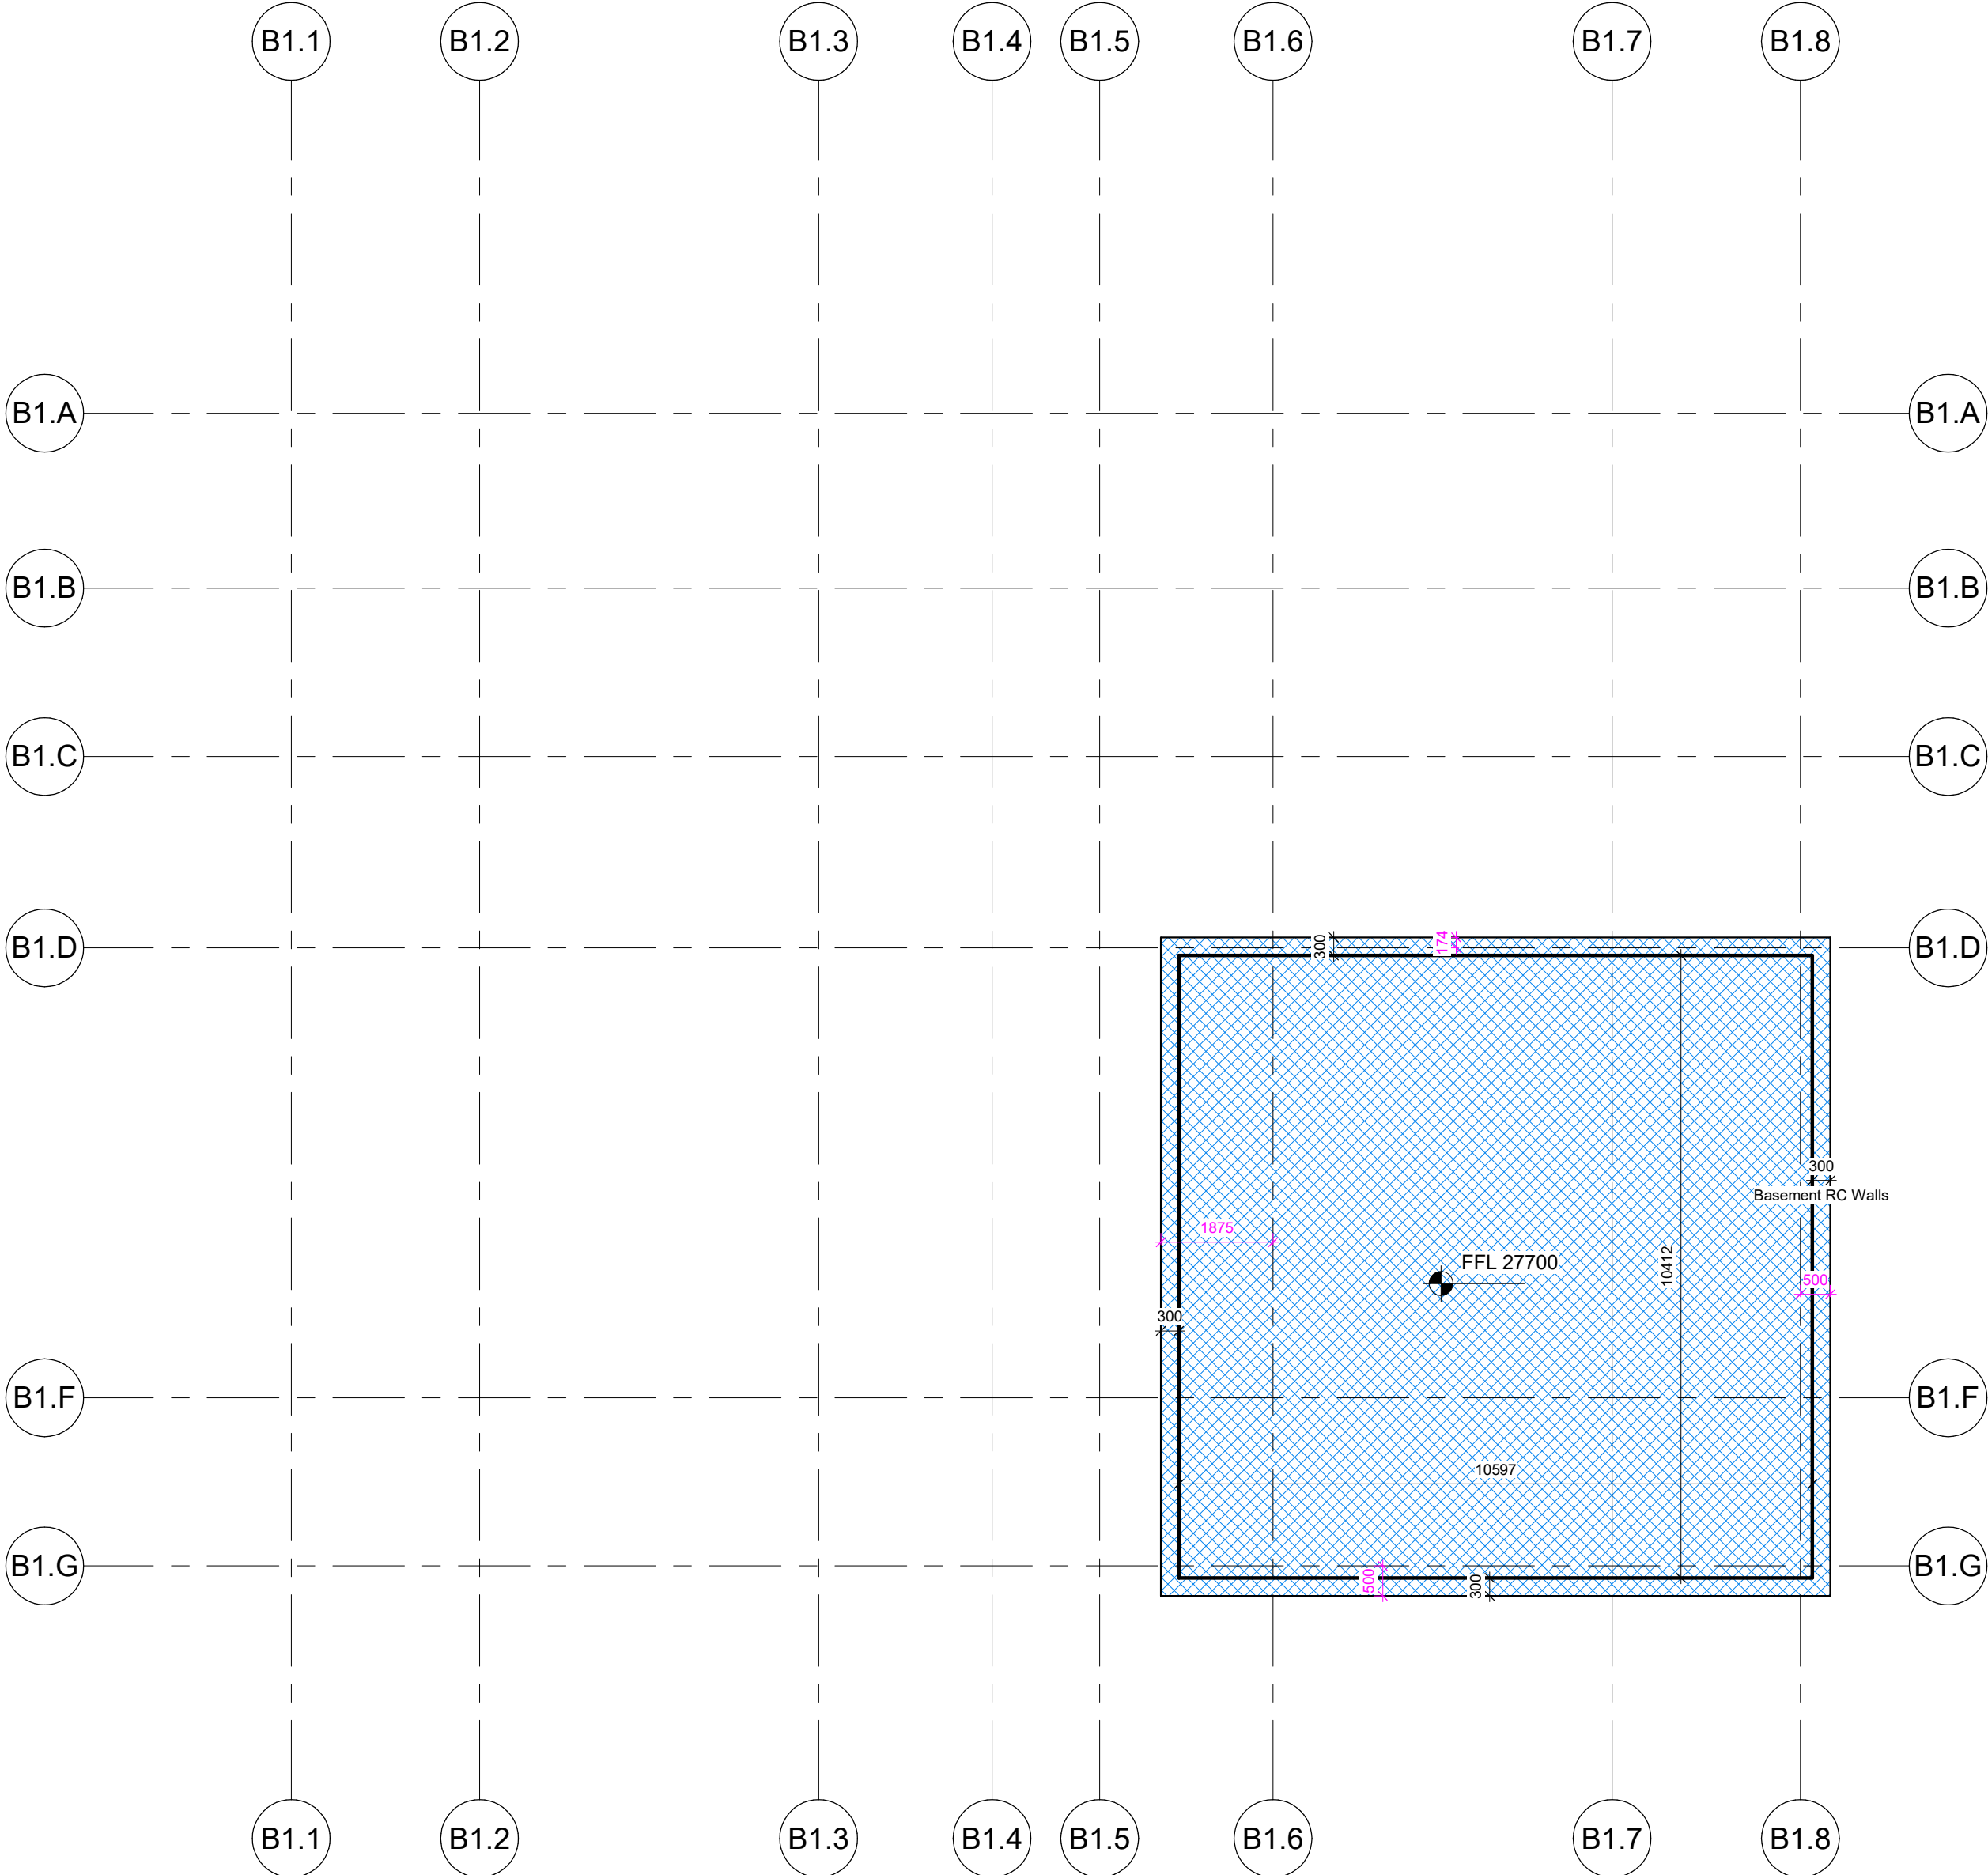 B1.1 B1.2 B1.3 B1.4 B1.5 B1.6 B1.7 B1.8
B1.A B1.A
B1.B B1.B
B1.C B1.C
B1.D 300 174 B1.D
300
Basement RC Walls
1875
FFL 27700
10412
500
300
B1.F B1.F
10597
B1.G 500 300 B1.G
B1.1 B1.2 B1.3 B1.4 B1.5 B1.6 B1.7 B1.8